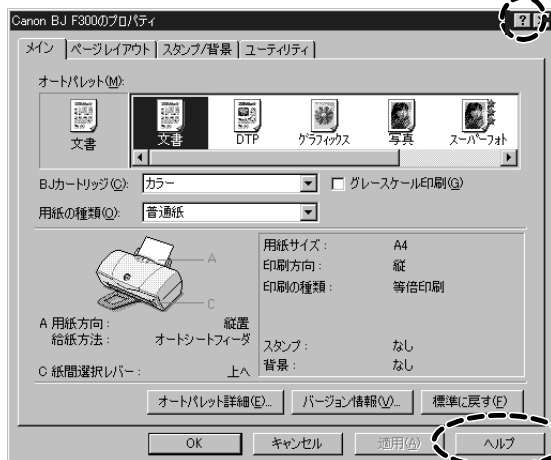 Canon BJ F300のプロパティ ?
メイン ページレイアウト スタンプ/背景 ユーティリティ
オートパレット(M):
文書 文書 DTP グラフィックス 写真 スーパーフォト
BJカートリッジ(C): カラー グレースケール印刷(G)
用紙の種類(O): 普通紙
A
C
A 用紙方向: 縦置
給紙方法: オートシートフィーダ
C 紙間選択レバー: 上へ
用紙サイズ: A4
印刷方向: 縦
印刷の種類: 等倍印刷
スタンプ: なし
背景: なし
オートパレット詳細(E)... バージョン情報(V)... 標準に戻す(F)
OK キャンセル 適用(A) ヘルプ